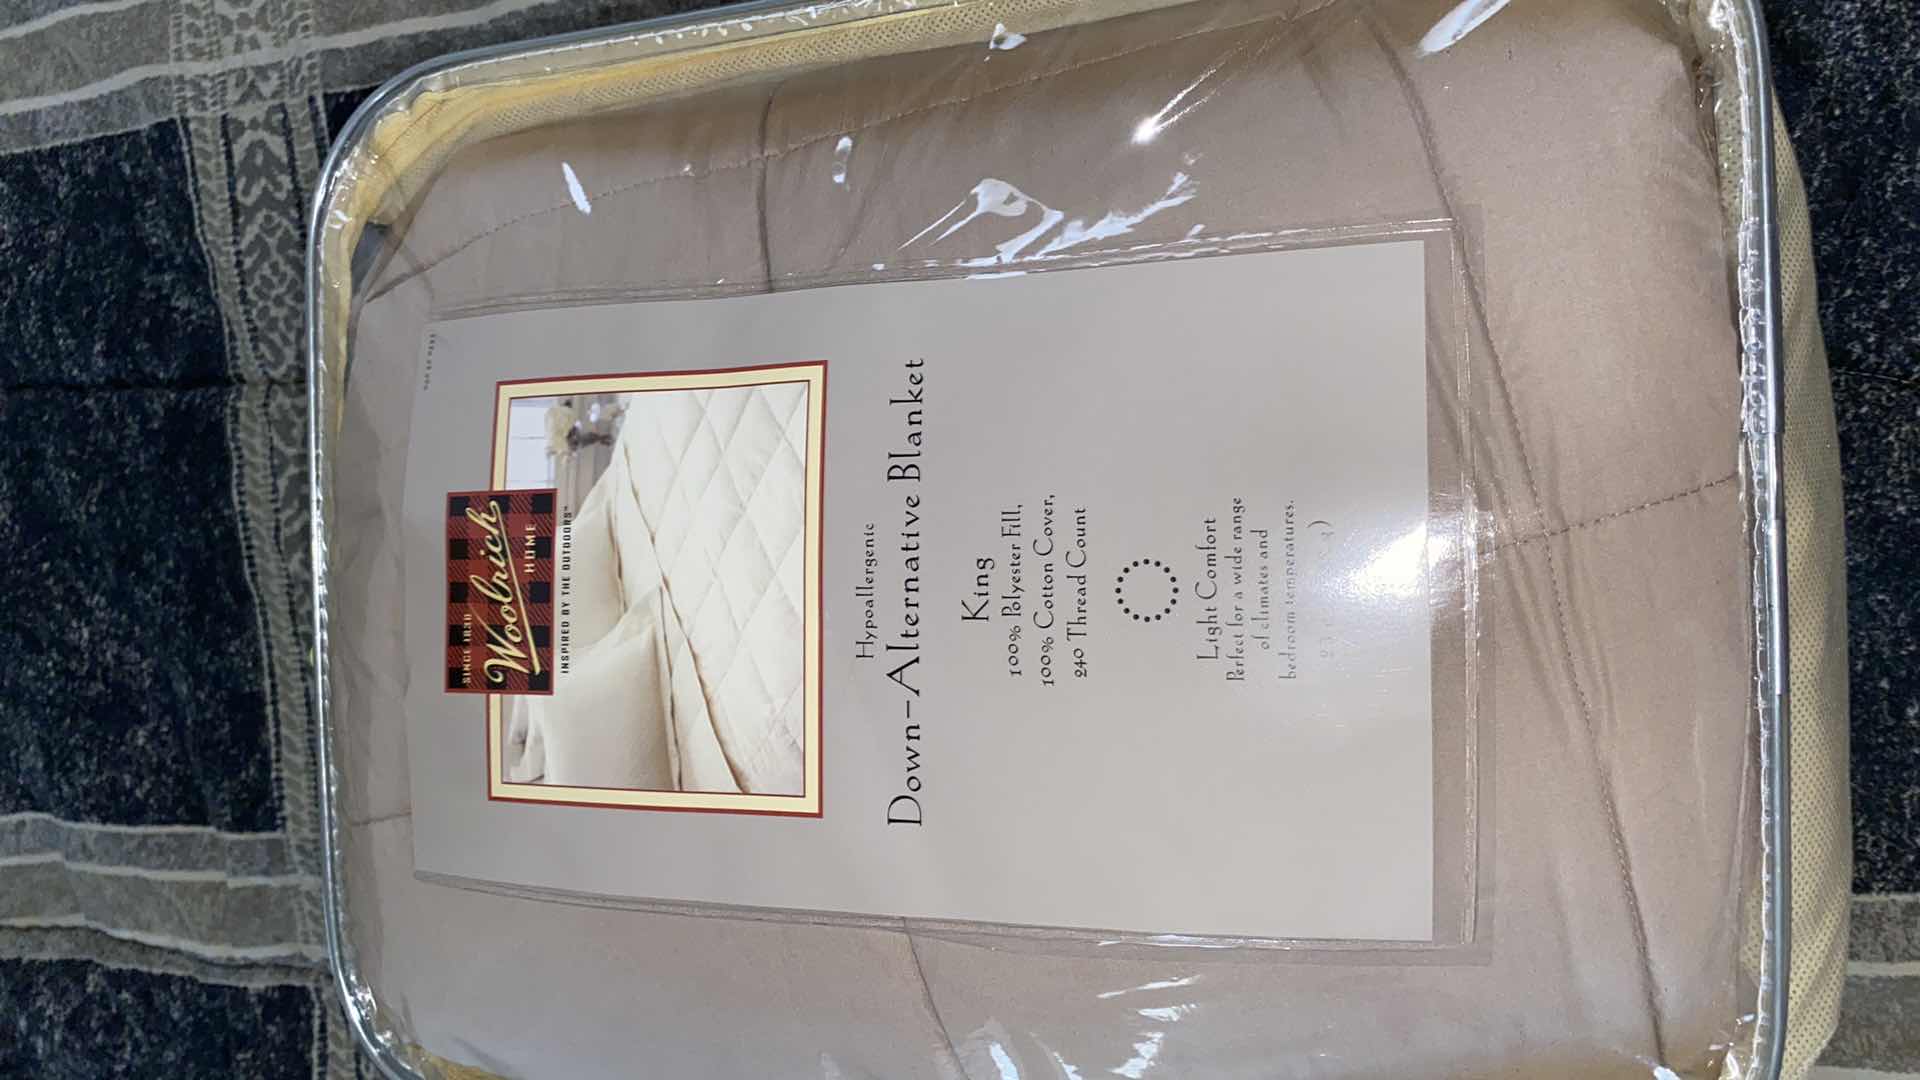 SINCE 1830
Woolrich
HOME
INSPIRED BY THE OUTDOORS™
Hypoallergenic
Down-Alternative Blanket
King
100% Polyester Fill,
100% Cotton Cover,
240 Thread Count
Light Comfort
Perfect for a wide range
of climates and
bedroom temperatures.